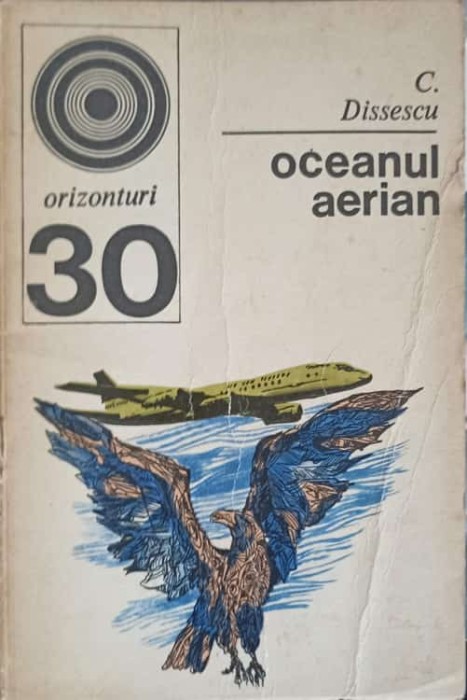 orizonturi
30
C.
Dissescu
oceanul
aerian